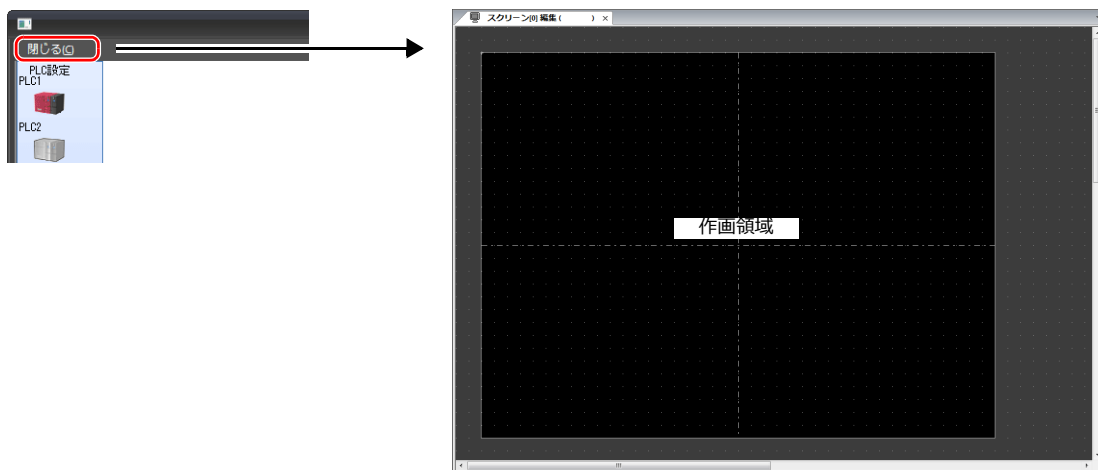 閉じる(C)
PLC設定
PLC1
PLC2
スクリーン[0] 編集 ( ) ×
作画領域